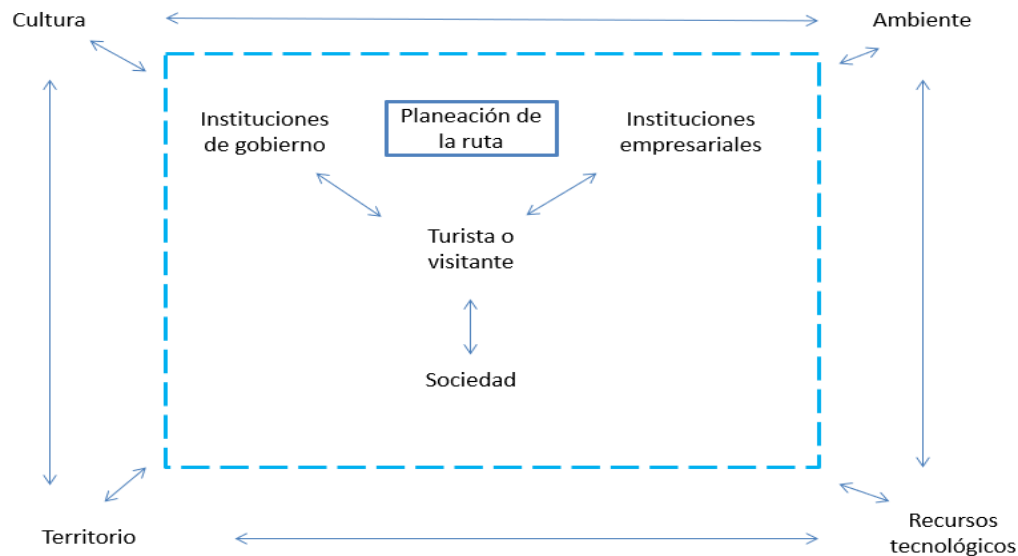 Cultura
Ambiente
Instituciones
de gobierno
Planeación de
la ruta
Instituciones
empresariales
Turista o
visitante
Sociedad
Territorio
Recursos
tecnológicos